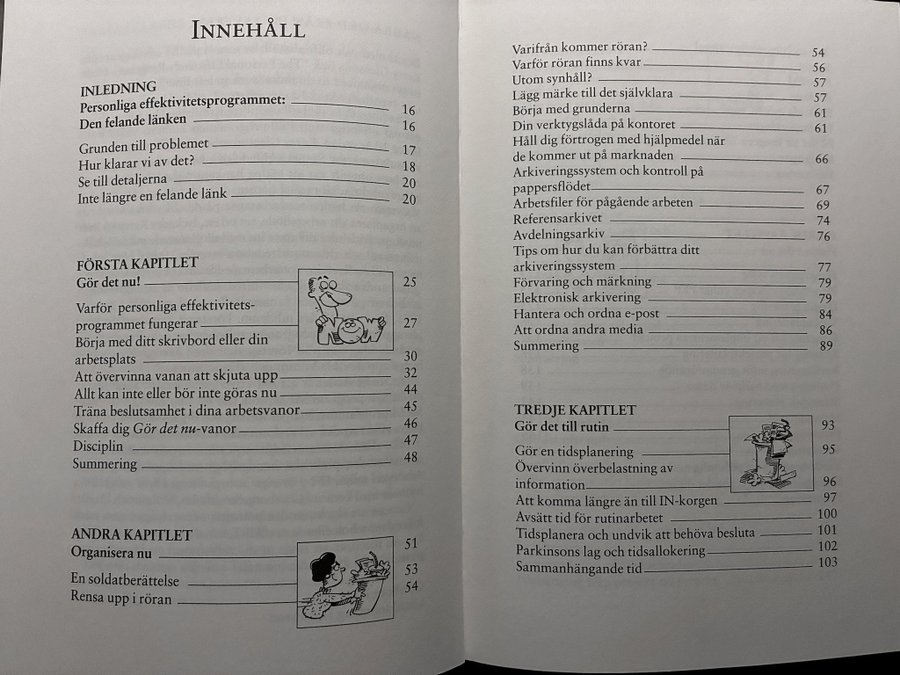 INNEHÅLL
INLEDNING
Personliga effektivitetsprogrammet: 16
Den felande länken 16
Grunden till problemet 17
Hur klarar vi av det? 18
Se till detaljerna 20
Inte längre en felande länk 20
FÖRSTA KAPITLET
Gör det nu! 25
Varför personliga effektivitets-
programmet fungerar 27
Börja med ditt skrivbord eller din
arbetsplats 30
Att övervinna vanan att skjuta upp 32
Allt kan inte eller bör inte göras nu 44
Träna beslutsamhet i dina arbetsvanor 45
Skaffa dig Gör det nu-vanor 46
Disciplin 47
Summering 48
NOW
ANDRA KAPITLET
Organisera nu 51
En soldatberättelse 53
Rensa upp i röran 54
Varifrån kommer röran? 54
Varför röran finns kvar 56
Utom synhåll? 57
Lägg märke till det självklara 57
Börja med grunderna 61
Din verktygslåda på kontoret 61
Håll dig förtrogen med hjälpmedel när
de kommer ut på marknaden 66
Arkiveringssystem och kontroll på
pappersflödet 67
Arbetsfiler för pågående arbeten 69
Referensarkivet 74
Avdelningsarkiv 76
Tips om hur du kan förbättra ditt
arkiveringssystem 77
Förvaring och märkning 79
Elektronisk arkivering 79
Hantera och ordna e-post 84
Att ordna andra media 86
Summering 89
TREDJE KAPITLET
Gör det till rutin 93
Gör en tidsplanering 95
Övervinn överbelastning av
information 96
Att komma längre än till IN-korgen 97
Avsätt tid för rutinarbetet 100
Tidsplanera och undvik att behöva besluta 101
Parkinsons lag och tidsallokering 102
Sammanhängande tid 103